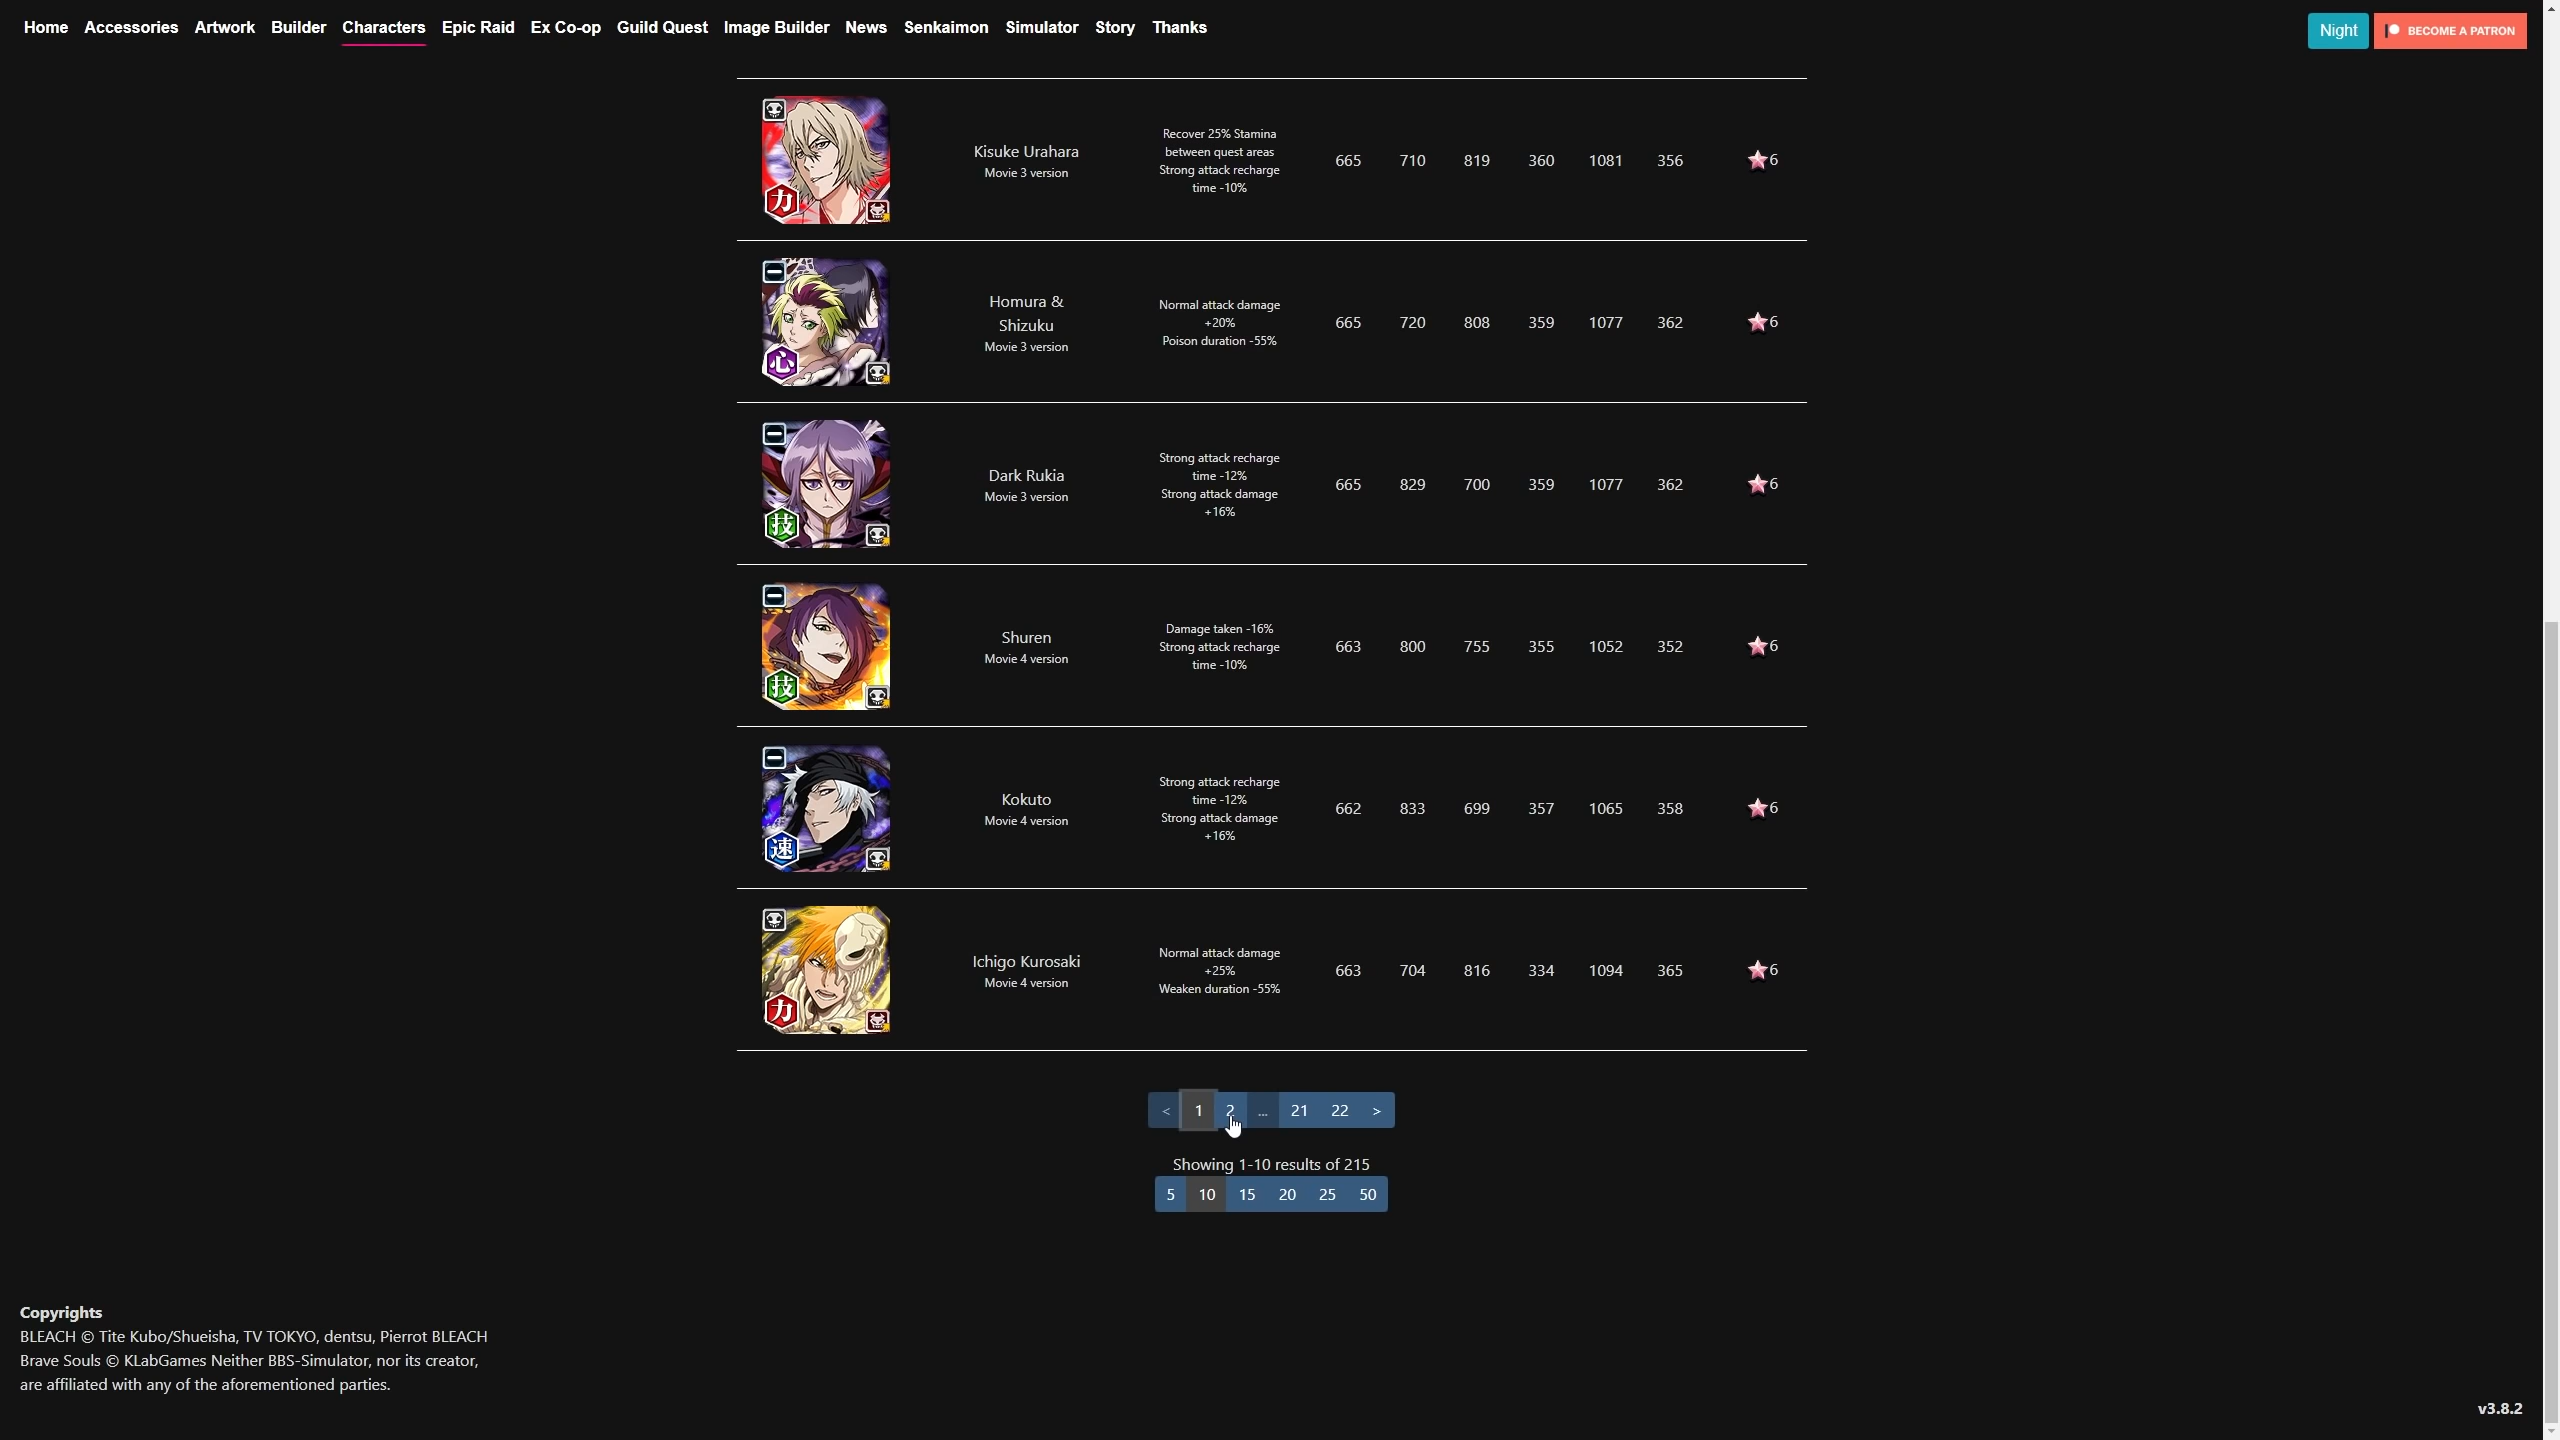 Home Accessories Artwork Builder Characters Epic Raid Ex Co-op Guild Quest Image Builder News Senkaimon Simulator Story Thanks
Night BECOME A PATRON
力
Kisuke Urahara
Movie 3 version
Recover 25% Stamina
between quest areas
Strong attack recharge
time -10%
665 710 819 360 1081 356 6
心
Homura &
Shizuku
Movie 3 version
Normal attack damage
+20%
Poison duration -55%
665 720 808 359 1077 362 6
技
Dark Rukia
Movie 3 version
Strong attack recharge
time -12%
Strong attack damage
+16%
665 829 700 359 1077 362 6
技
Shuren
Movie 4 version
Damage taken -16%
Strong attack recharge
time -10%
663 800 755 355 1052 352 6
速
Kokuto
Movie 4 version
Strong attack recharge
time -12%
Strong attack damage
+16%
662 833 699 357 1065 358 6
力
Ichigo Kurosaki
Movie 4 version
Normal attack damage
+25%
Weaken duration -55%
663 704 816 334 1094 365 6
< 1 2 ... 21 22 >
Showing 1-10 results of 215
5 10 15 20 25 50
Copyrights
BLEACH © Tite Kubo/Shueisha, TV TOKYO, dentsu, Pierrot BLEACH
Brave Souls © KLabGames Neither BBS-Simulator, nor its creator,
are affiliated with any of the aforementioned parties.
v3.8.2